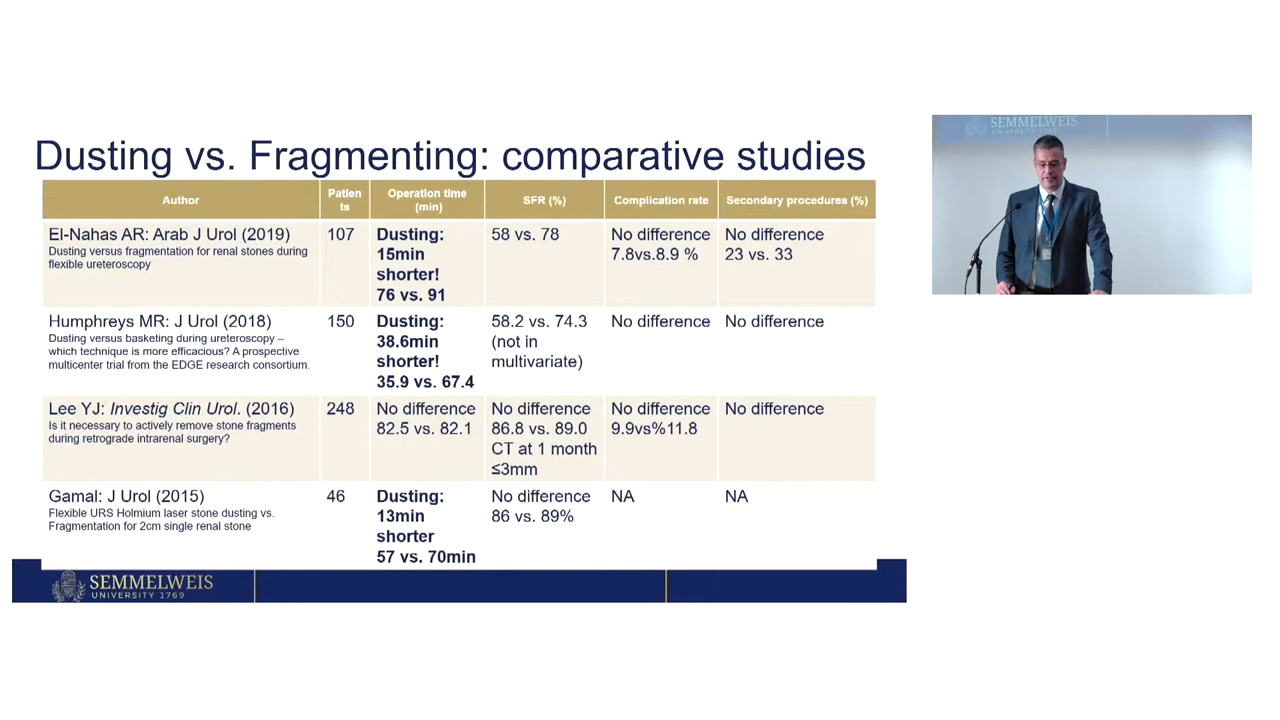 Dusting vs. Fragmenting: comparative studies
Author
Patien
ts
Operation time
(min)
SFR (%)
Complication rate
Secondary procedures (%)
El-Nahas AR: Arab J Urol (2019)
Dusting versus fragmentation for renal stones during
flexible ureteroscopy
107
Dusting:
15min
shorter!
76 vs. 91
58 vs. 78
No difference
7.8vs.8.9 %
No difference
23 vs. 33
Humphreys MR: J Urol (2018)
Dusting versus basketing during ureteroscopy –
which technique is more efficacious? A prospective
multicenter trial from the EDGE research consortium.
150
Dusting:
38.6min
shorter!
35.9 vs. 67.4
58.2 vs. 74.3
(not in
multivariate)
No difference
No difference
Lee YJ: Investig Clin Urol. (2016)
Is it necessary to actively remove stone fragments
during retrograde intrarenal surgery?
248
No difference
82.5 vs. 82.1
No difference
86.8 vs. 89.0
CT at 1 month
≤3mm
No difference
9.9vs%11.8
No difference
Gamal: J Urol (2015)
Flexible URS Holmium laser stone dusting vs.
Fragmentation for 2cm single renal stone
46
Dusting:
13min
shorter
57 vs. 70min
No difference
86 vs. 89%
NA
NA
SEMMELWEIS
UNIVERSITY 1769
SEMMELWEIS
UNIVERSITY 1769